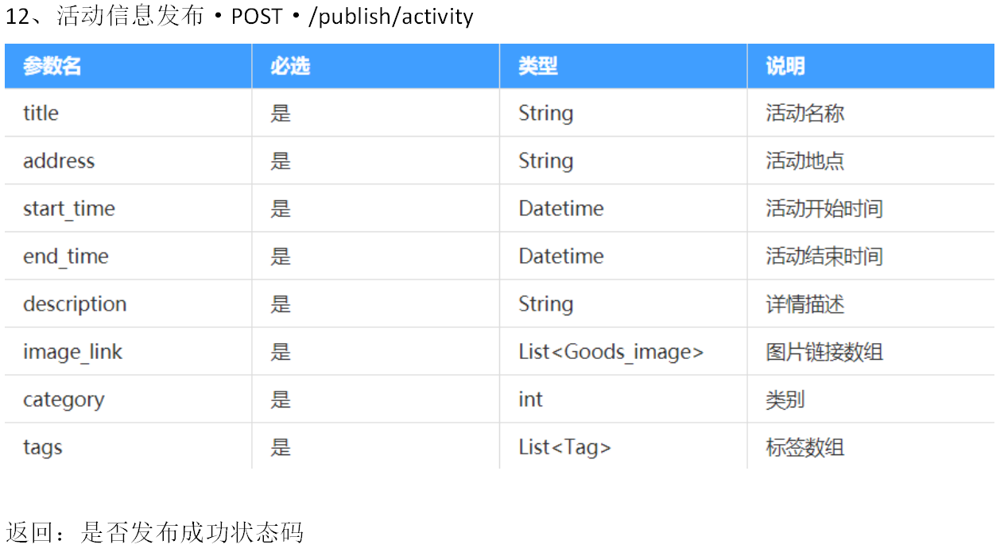 12、活动信息发布•POST•/publish/activity
参数名 必选 类型 说明
title 是 String 活动名称
address 是 String 活动地点
start_time 是 Datetime 活动开始时间
end_time 是 Datetime 活动结束时间
description 是 String 详情描述
image_link 是 List<Goods_image> 图片链接数组
category 是 int 类别
tags 是 List<Tag> 标签数组
返回：是否发布成功状态码